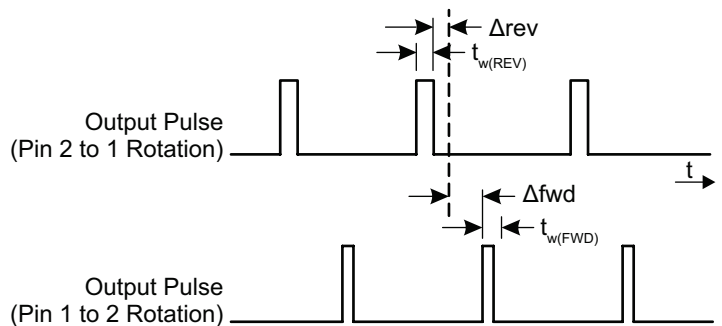 Δrev
t_w(REV)
Output Pulse
(Pin 2 to 1 Rotation)
t
Δfwd
t_w(FWD)
Output Pulse
(Pin 1 to 2 Rotation)